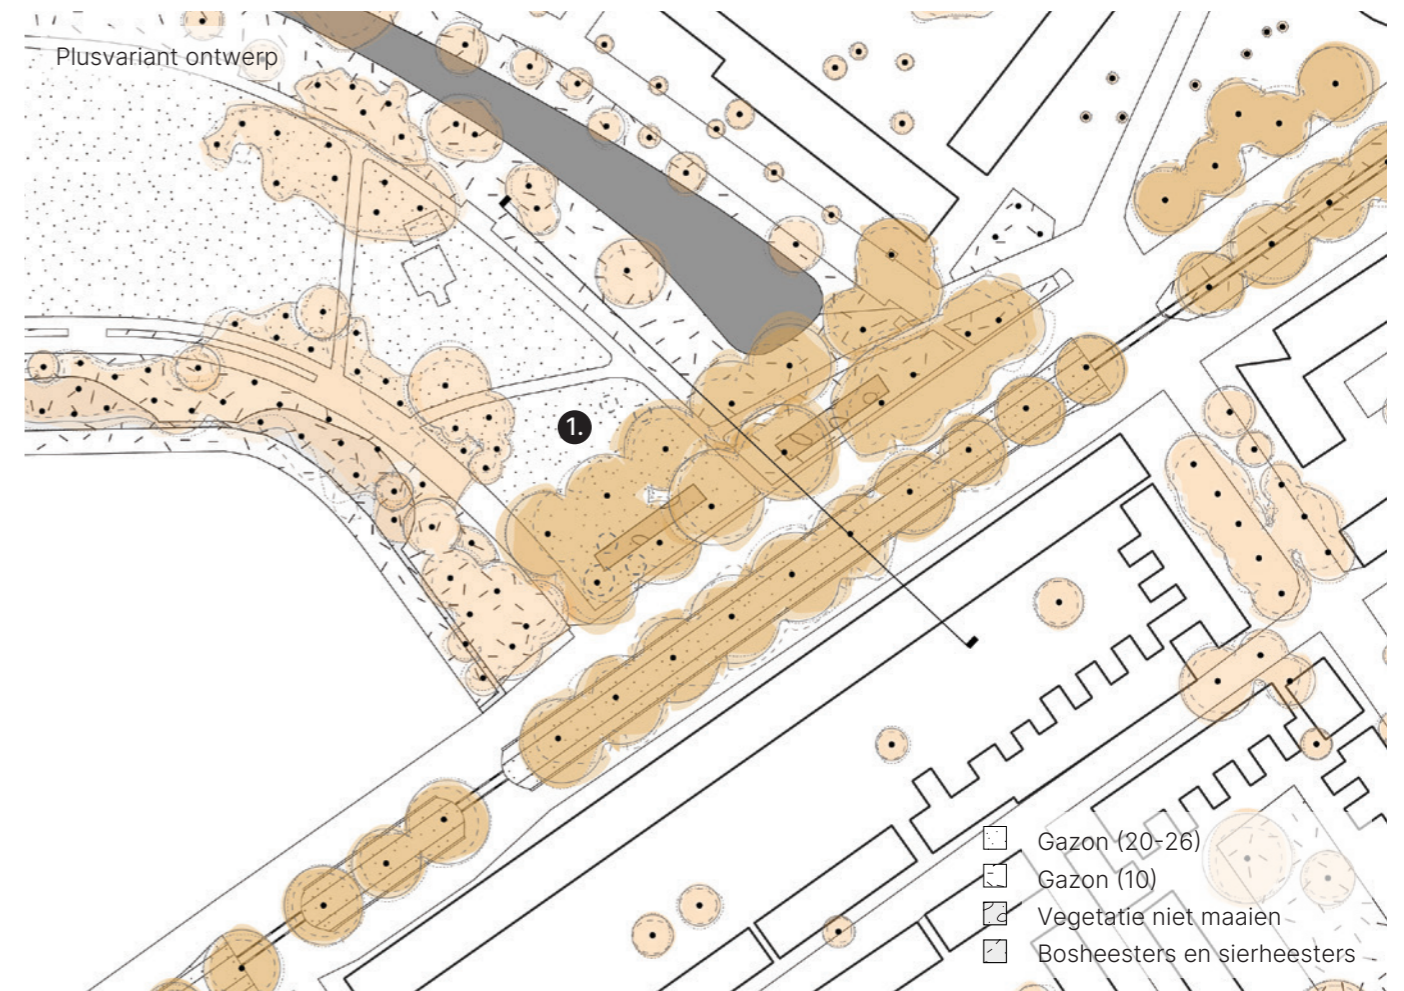 Plusvariant ontwerp
1.
Gazon (20-26)
Gazon (10)
Vegetatie niet maaien
Bosheesters en sierheesters